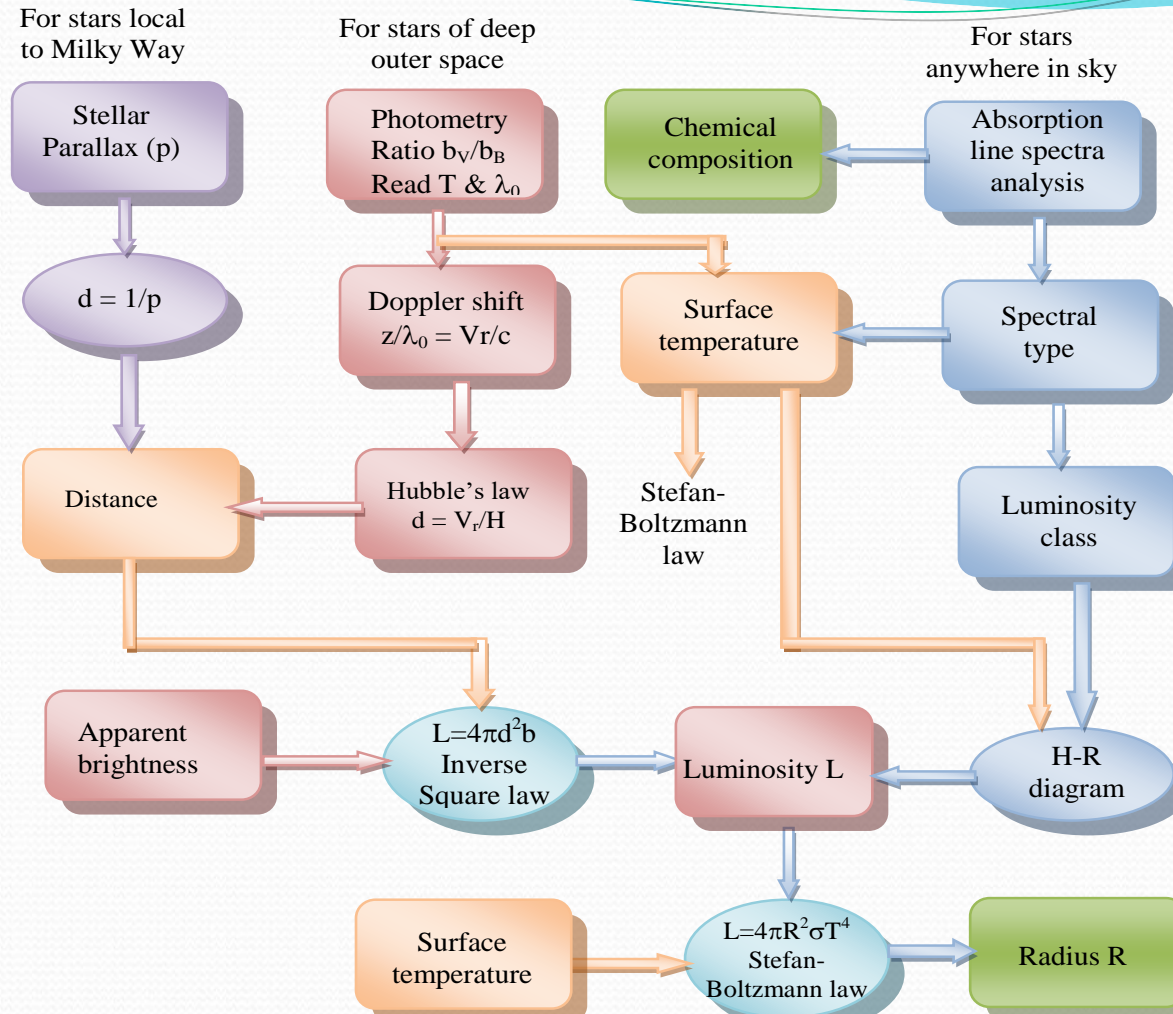 For stars local
to Milky Way
For stars of deep
outer space
For stars
anywhere in sky
Stellar
Parallax (p)
Photometry
Ratio bV/bB
Read T & λ0
Chemical
composition
Absorption
line spectra
analysis
d = 1/p
Doppler shift
z/λ0 = Vr/c
Surface
temperature
Spectral
type
Distance
Hubble's law
d = Vr/H
Stefan-
Boltzmann
law
Luminosity
class
Apparent
brightness
L=4πd²b
Inverse
Square law
Luminosity L
H-R
diagram
Surface
temperature
L=4πR²σT⁴
Stefan-
Boltzmann law
Radius R